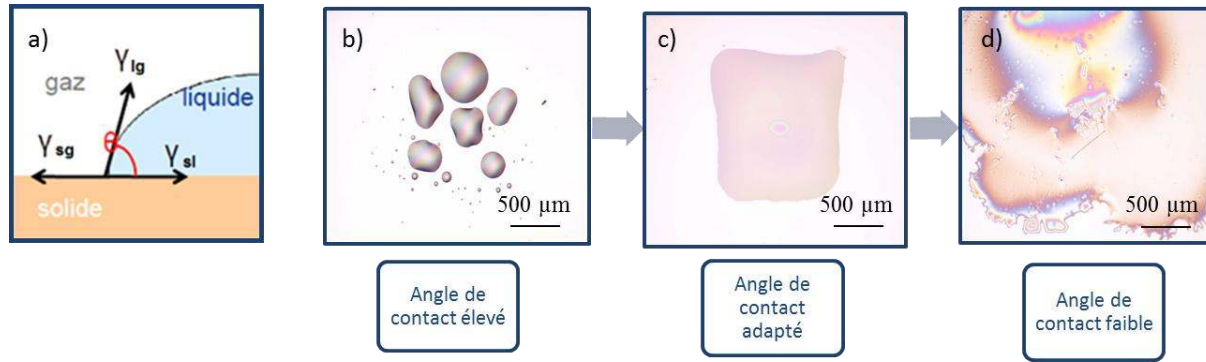 a)
gaz
γlg
liquide
θ
γsg
γsl
solide
b)
500 µm
c)
500 µm
d)
500 µm
Angle de
contact élevé
Angle de
contact
adapté
Angle de
contact faible